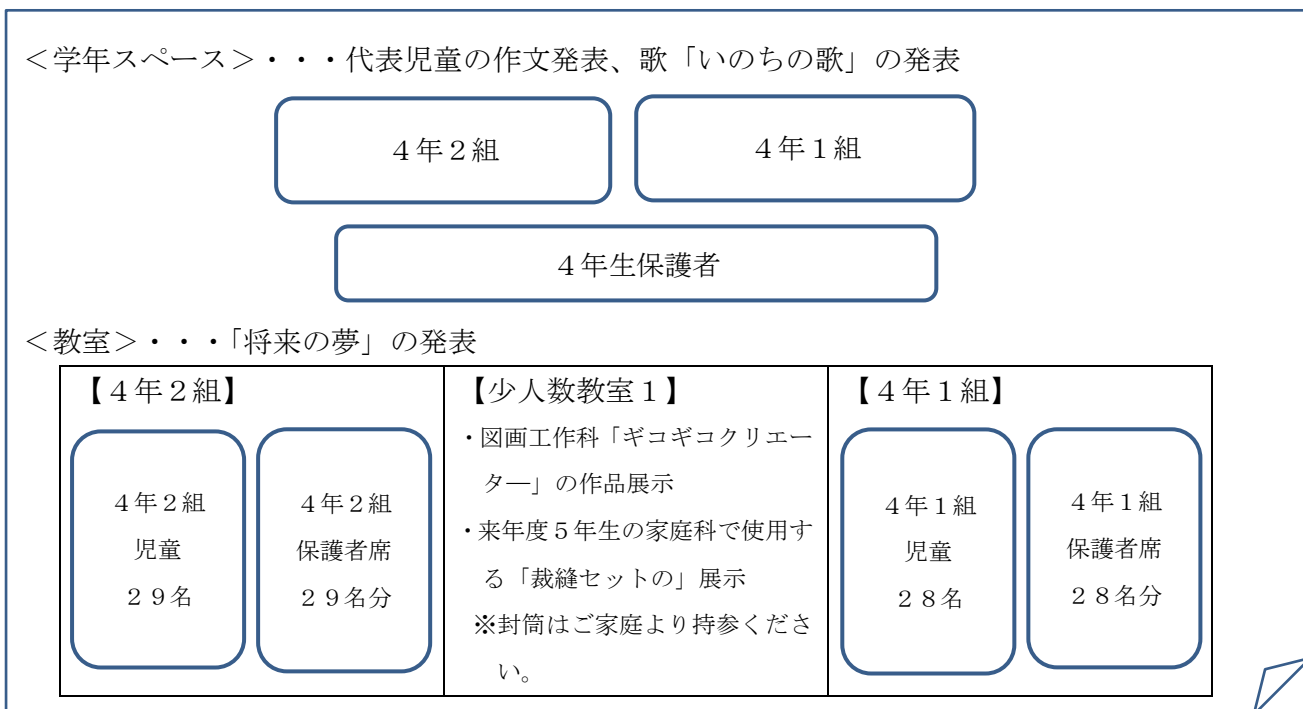 ＜学年スペース＞・・・代表児童の作文発表、歌「いのちの歌」の発表
４年２組
４年１組
４年生保護者
＜教室＞・・・「将来の夢」の発表
【４年２組】
４年２組
児童
２９名
４年２組
保護者席
２９名分
【少人数教室１】
・図画工作科「ギコギコクリエー
タ―」の作品展示
・来年度５年生の家庭科で使用す
る「裁縫セットの」展示
※封筒はご家庭より持参くださ
い。
【４年１組】
４年１組
児童
２８名
４年１組
保護者席
２８名分